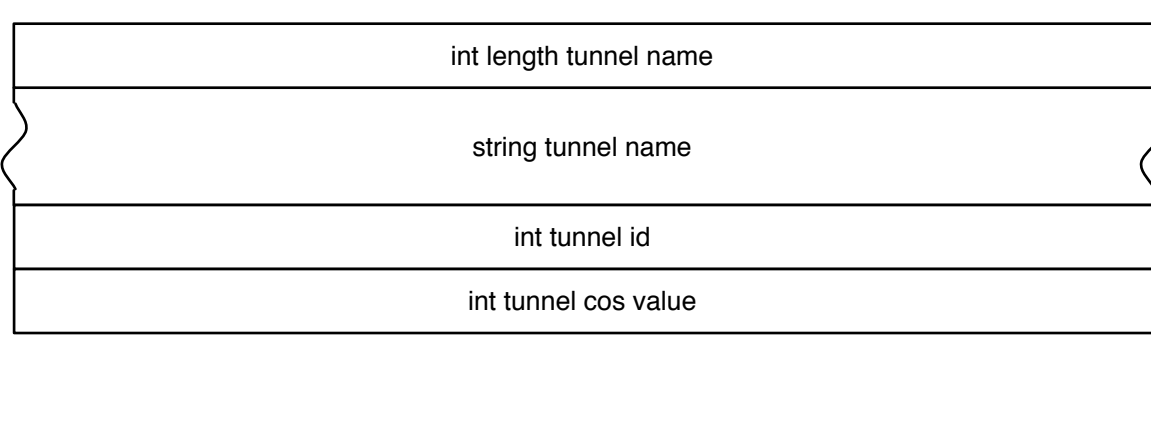 int length tunnel name
string tunnel name
int tunnel id
int tunnel cos value